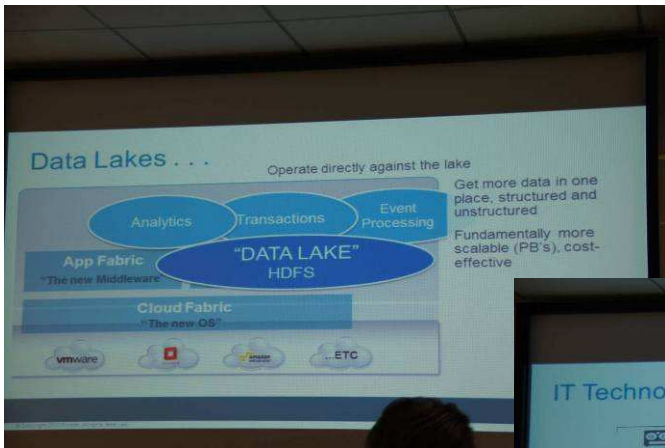 Data Lakes . . .
Operate directly against the lake
Analytics
Transactions
Event
Processing
Get more data in one
place, structured and
unstructured
Fundamentally more
scalable (PB's), cost-
effective
App Fabric
"The new Middleware"
"DATA LAKE"
HDFS
Cloud Fabric
"The new OS"
vmware
amazon
...ETC
IT Techno